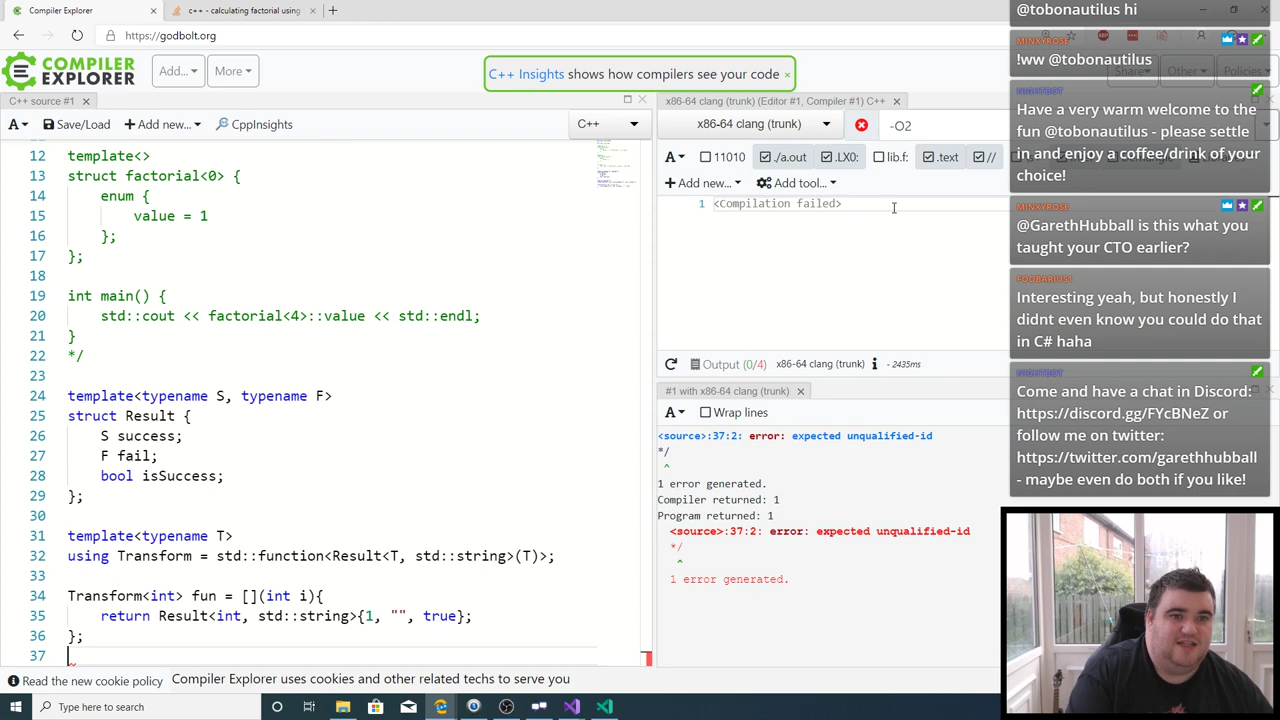 Compiler Explorer
c++ - calculating factorial using
https://godbolt.org
COMPILER
EXPLORER
Add...
More
C++ Insights shows how compilers see your code ×
Share
Other
Policies
C++ source #1
A
Save/Load
+ Add new...
CppInsights
C++
12 template<>
13 struct factorial<0> {
14 enum {
15 value = 1
16 };
17 };
18
19 int main() {
20 std::cout << factorial<4>::value << std::endl;
21 }
22 */
23
24 template<typename S, typename F>
25 struct Result {
26 S success;
27 F fail;
28 bool isSuccess;
29 };
30
31 template<typename T>
32 using Transform = std::function<Result<T, std::string>(T)>;
33
34 Transform<int> fun = [](int i){
35 return Result<int, std::string>{1, "", true};
36 };
37
x86-64 clang (trunk) (Editor #1, Compiler #1) C++
x86-64 clang (trunk)
-O2
A
11010
./a.out
.LX0:
lib.f:
.text
//
+ Add new...
Add tool...
1 <Compilation failed>
Output (0/4) x86-64 clang (trunk) i - 2435ms
#1 with x86-64 clang (trunk)
A
Wrap lines
<source>:37:2: error: expected unqualified-id
*/
^
1 error generated.
Compiler returned: 1
Program returned: 1
<source>:37:2: error: expected unqualified-id
*/
^
1 error generated.
@tobonautilus hi
MINXYROSE
!ww @tobonautilus
NIGHTBOT
Have a very warm welcome to the
fun @tobonautilus - please settle
in and enjoy a coffee/drink of your
choice!
MINXYROSE
@GarethHubball is this what you
taught your CTO earlier?
FOOBARIUS1
Interesting yeah, but honestly I
didnt even know you could do that
in C# haha
NIGHTBOT
Come and have a chat in Discord:
https://discord.gg/FYcBNeZ or
follow me on twitter:
https://twitter.com/garethhubball
- maybe even do both if you like!
Read the new cookie policy
Compiler Explorer uses cookies and other related techs to serve you
Type here to search